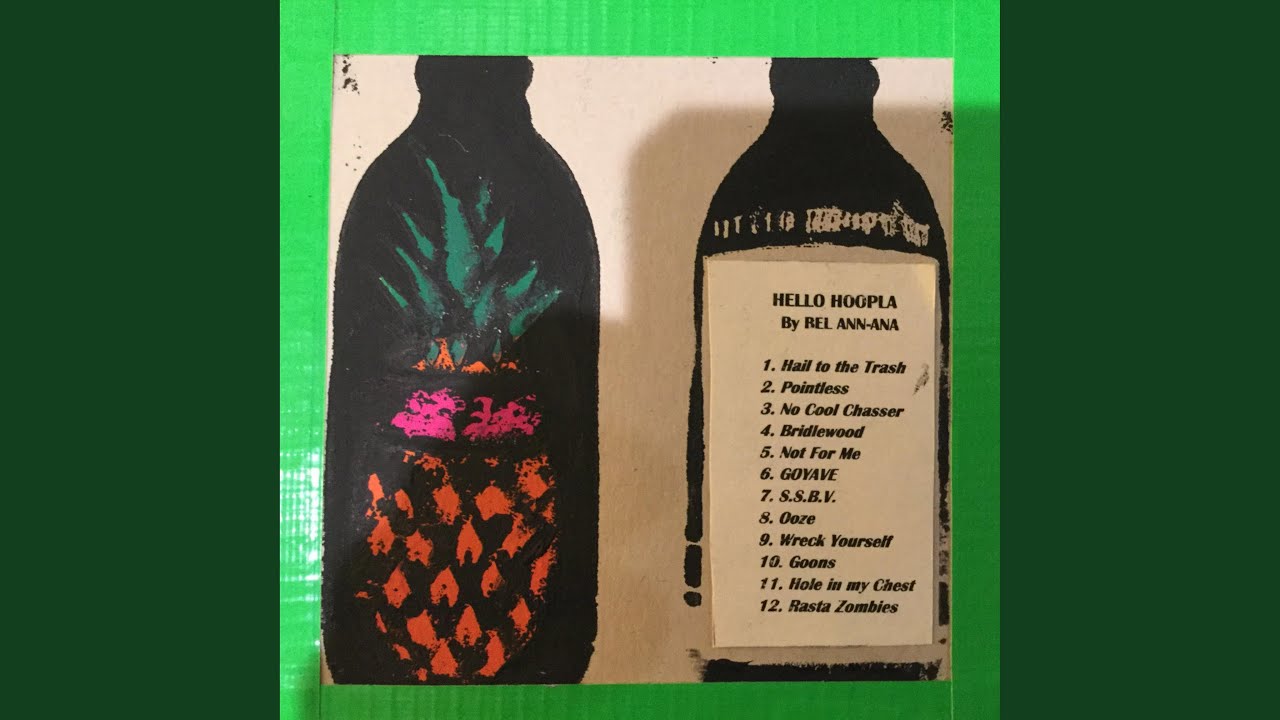 HELLO HOOPLA
By BEL ANN-ANA
1. Hail to the Trash
2. Pointless
3. No Cool Chasser
4. Bridlewood
5. Not For Me
6. GOYAVE
7. S.S.B.V.
8. Ooze
9. Wreck Yourself
10. Goons
11. Hole in my Chest
12. Rasta Zombies